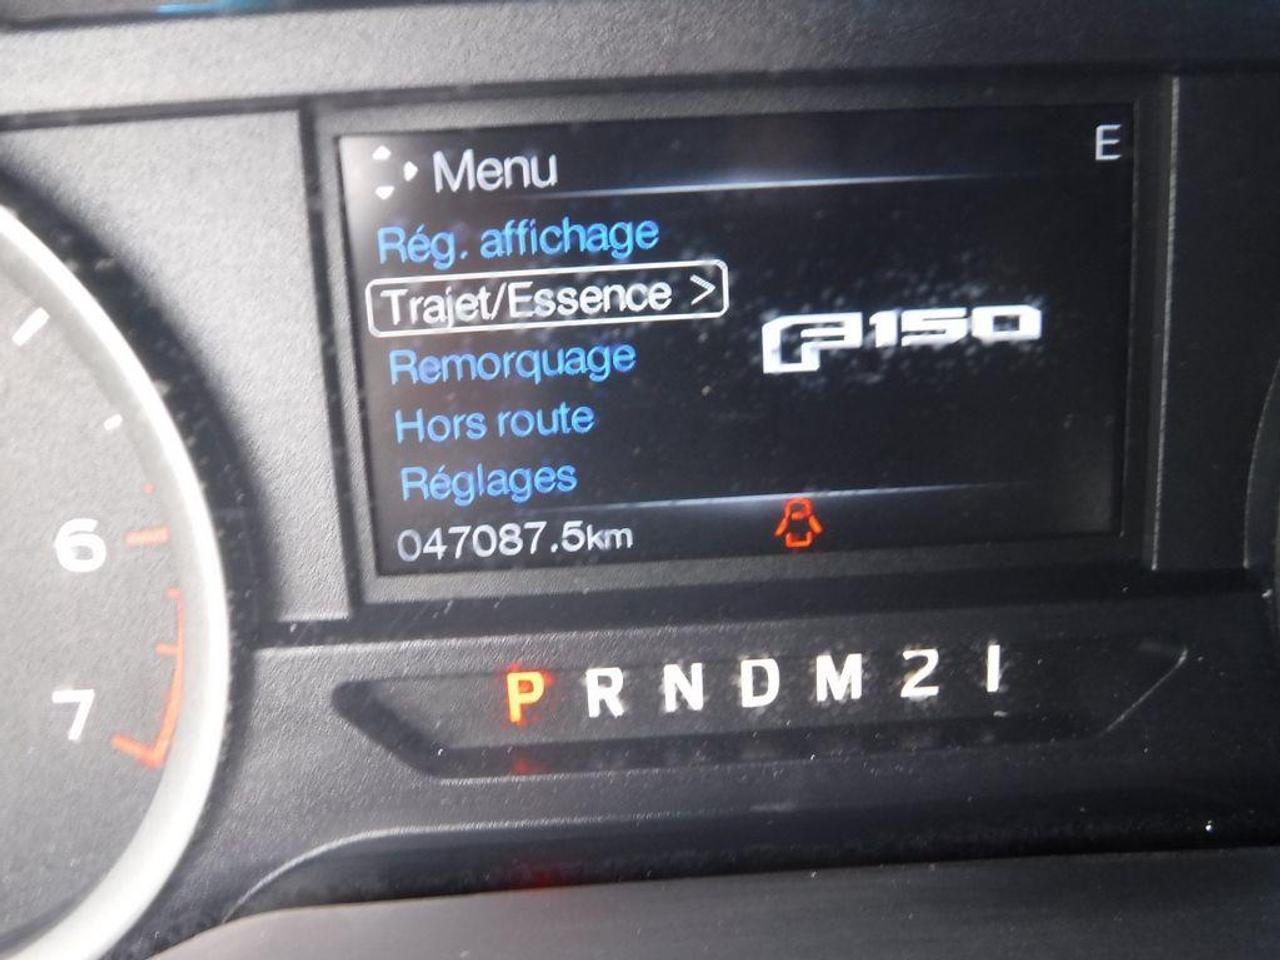 Menu
E
Rég. affichage
Trajet/Essence >
F150
Remorquage
Hors route
Réglages
047087.5km
6
7
P R N D M 2 1